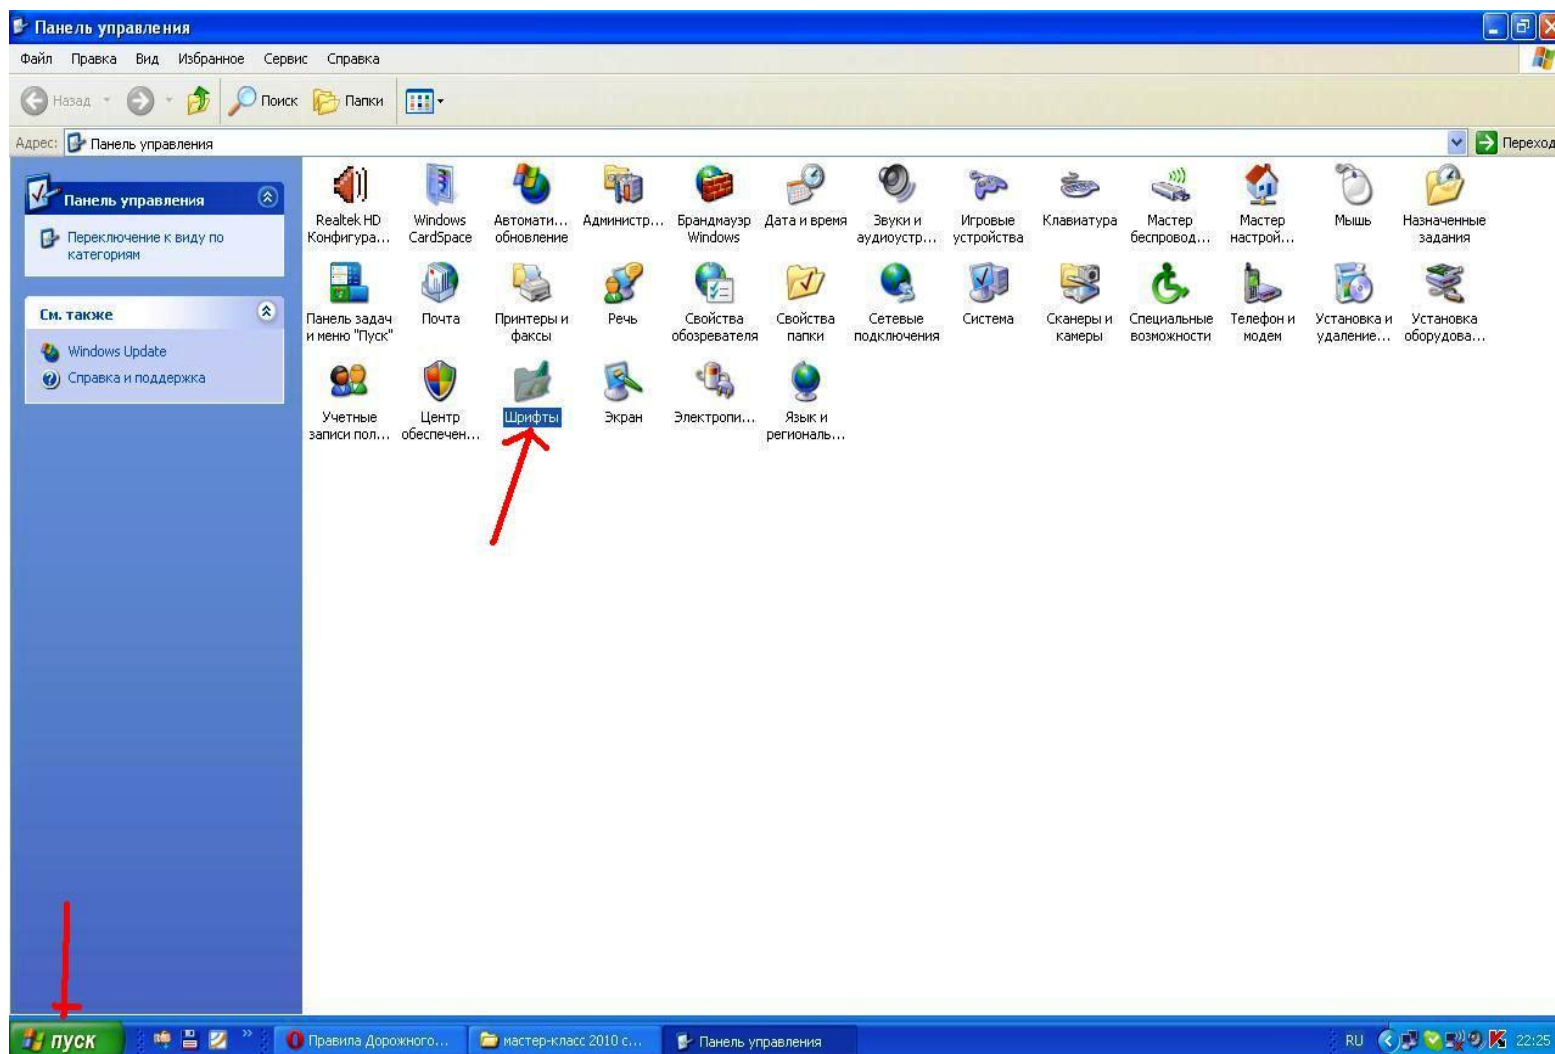 Панель управления
Файл Правка Вид Избранное Сервис Справка
Назад Поиск Папки
Адрес: Панель управления Переход
Панель управления
Переключение к виду по
категориям
См. также
Windows Update
Справка и поддержка
Realtek HD
Конфигура...
Windows
CardSpace
Автомати...
обновление
Администр...
Брандмауэр
Windows
Дата и время
Звуки и
аудиоустр...
Игровые
устройства
Клавиатура
Мастер
беспровод...
Мастер
настрой...
Мышь
Назначенные
задания
Панель задач
и меню "Пуск"
Почта
Принтеры и
факсы
Речь
Свойства
обозревателя
Свойства
папки
Сетевые
подключения
Система
Сканеры и
камеры
Специальные
возможности
Телефон и
модем
Установка и
удаление...
Установка
оборудова...
Учетные
записи пол...
Центр
обеспечен...
Шрифты
Экран
Электропи...
Язык и
региональ...
пуск Правила Дорожного... мастер-класс 2010 с... Панель управления RU 22:25